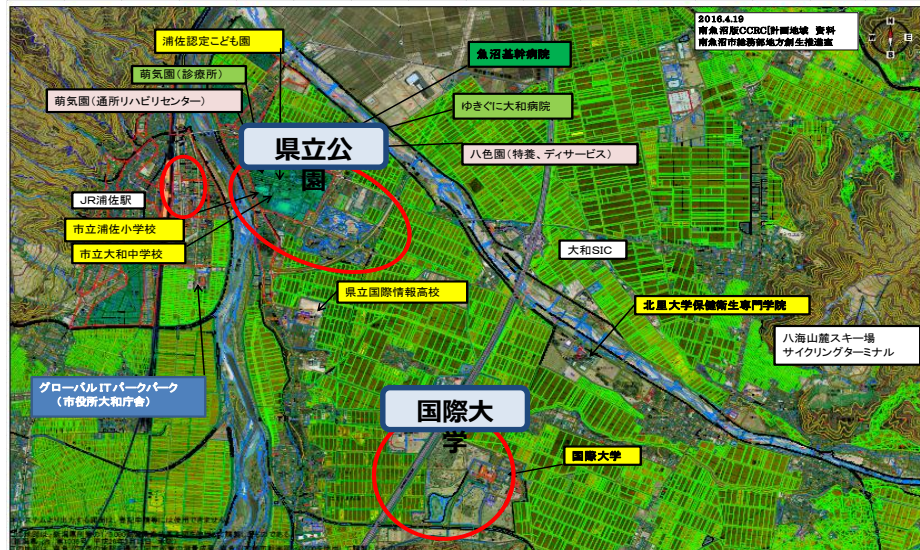 2016.4.19
南魚沼版CCRC計画地域 資料
南魚沼市総務部地方創生推進室
N
W E
S
浦佐認定こども園
魚沼基幹病院
萌気園(診療所)
萌気園(通所リハビリセンター)
ゆきぐに大和病院
県立公
園
八色園(特養、ディサービス)
JR浦佐駅
市立浦佐小学校
市立大和中学校
大和SIC
県立国際情報高校
北里大学保健衛生専門学院
八海山麓スキー場
サイクリングターミナル
グローバルITパークパーク
(市役所大和庁舎)
国際大
学
国際大学